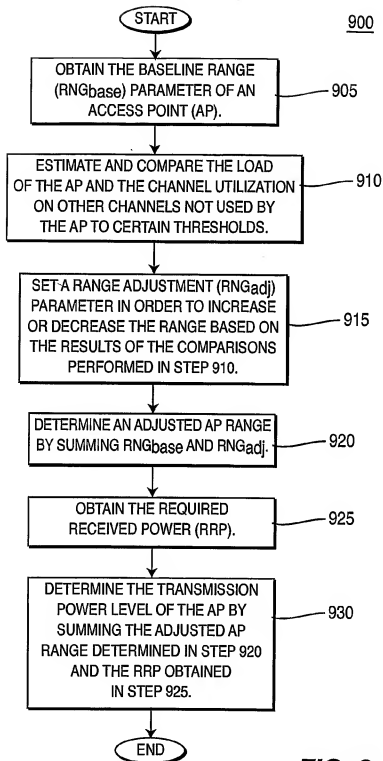 START
900
OBTAIN THE BASELINE RANGE
(RNGbase) PARAMETER OF AN
ACCESS POINT (AP).
905
ESTIMATE AND COMPARE THE LOAD
OF THE AP AND THE CHANNEL UTILIZATION
ON OTHER CHANNELS NOT USED BY
THE AP TO CERTAIN THRESHOLDS.
910
SET A RANGE ADJUSTMENT (RNGadj)
PARAMETER IN ORDER TO INCREASE
OR DECREASE THE RANGE BASED ON
THE RESULTS OF THE COMPARISONS
PERFORMED IN STEP 910.
915
DETERMINE AN ADJUSTED AP RANGE
BY SUMMING RNGbase AND RNGadj.
920
OBTAIN THE REQUIRED
RECEIVED POWER (RRP).
925
DETERMINE THE TRANSMISSION
POWER LEVEL OF THE AP BY
SUMMING THE ADJUSTED AP
RANGE DETERMINED IN STEP 920
AND THE RRP OBTAINED
IN STEP 925.
930
END